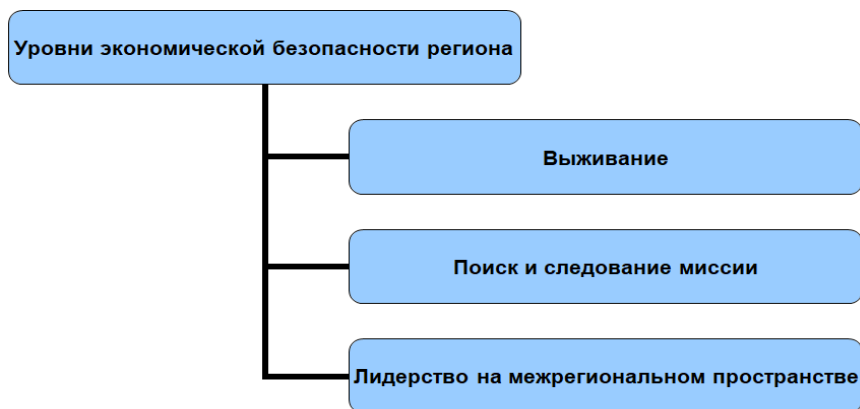 Уровни экономической безопасности региона
Выживание
Поиск и следование миссии
Лидерство на межрегиональном пространстве